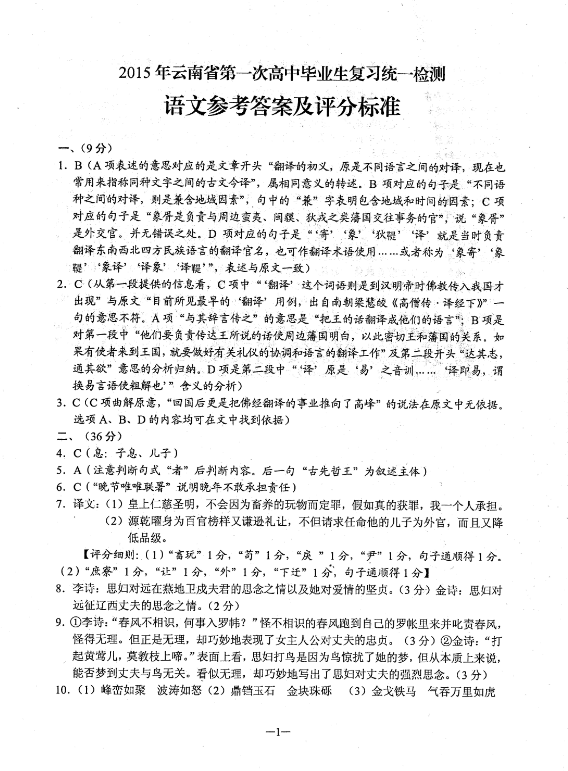 2015 年云南省第一次高中毕业生复习统一检测
语文参考答案及评分标准
一、(9 分)
1．B（A 项表述的意思对应的是文章开头“翻译的初义，原是不同语言之间的对译，现在也
常用来指称同种文字之间的古文今译”，属相同意义的转述。B 项对应的句子是“不同语
种之间的对译，则是兼含地域因素”，句中的“兼”字表明包含地域和时间的因素；C 项
对应的句子是“象胥是负责与周边蛮夷、闽貘、狄戎之类藩国交往事务的官”，说“象胥”
是外交官。并无错误之处。D 项对应的句子是“‘寄’‘象’‘狄鞮’‘译’就是当时负责
翻译东南西北四方民族语言的翻译官名，也可作翻译术语使用……或者称为‘象寄’‘象
鞮’‘象译’‘译象’‘译鞮’”，表述与原文一致）
2．C（从第一段提供的信息看，C 项中“‘翻译’这个词语则是到汉明帝时佛教传入我国才
出现”与原文“目前所见最早的‘翻译’用例，出自南朝梁慧皎《高僧传·译经下》”一
句的意思不符。A 项“与其辞言传之”的意思是“把王的话翻译成他们的语言”；B 项是
对第一段中“他们要负责传达王所说的话使周边藩国明白，以此密切王和藩国的关系。如
果有使者来到王国，就要做好有关礼仪的协调和语言的翻译工作”及第二段开头“达其志，
通其欲”意思的分析归纳。D 项是第二段中“‘译’原是‘易’之音训……‘译即易，谓
换易言语使相解也’”含义的分析）
3．C（C 项曲解原意，“回国后更是把佛经翻译的事业推向了高峰”的说法在原文中无依据。
选项 A、B、D 的内容均可在文中找到依据）
二、(36 分)
4．C（息：子息、儿子）
5．A（注意判断句式“者”后判断内容。后一句“古先哲王”为叙述主体）
6．C（“晚节唯唯联署”说明晚年不敢承担责任）
7．译文：(1) 皇上仁慈圣明，不会因为畜养的玩物而定罪，假如真的获罪，我一个人承担。
(2) 源乾曜身为百官榜样又谦逊礼让，不但请求任命他的儿子为外官，而且又降
低品级。
【评分细则：(1)“畜玩”1 分，“苟”1 分，“戾 ”1 分，“尹”1 分，句子通顺得 1 分。
(2)“庶寮”1 分，“让”1 分，“外”1 分，“下迁”1 分，句子通顺得 1 分】
8．李诗：思妇对远在燕地卫戍夫君的思念之情以及她对爱情的坚贞。（3 分）金诗：思妇对
远征辽西丈夫的思念之情。（2 分）
9．①李诗：“春风不相识，何事入罗帏？”怪不相识的春风跑到自己的罗帐里来并叱责春风，
怪得无理。但正是无理，却巧妙地表现了女主人公对丈夫的忠贞。（3 分）②金诗：“打
起黄莺儿，莫教枝上啼。”表面上看，思妇打鸟是因为鸟惊扰了她的梦，但从本质上来说，
能否梦到丈夫与鸟无关。看似无理，却巧妙地写出了思妇对丈夫的强烈思念。（3 分）
10．(1) 峰峦如聚 波涛如怒 (2) 鼎铛玉石 金块珠砾 (3) 金戈铁马 气吞万里如虎
—1—